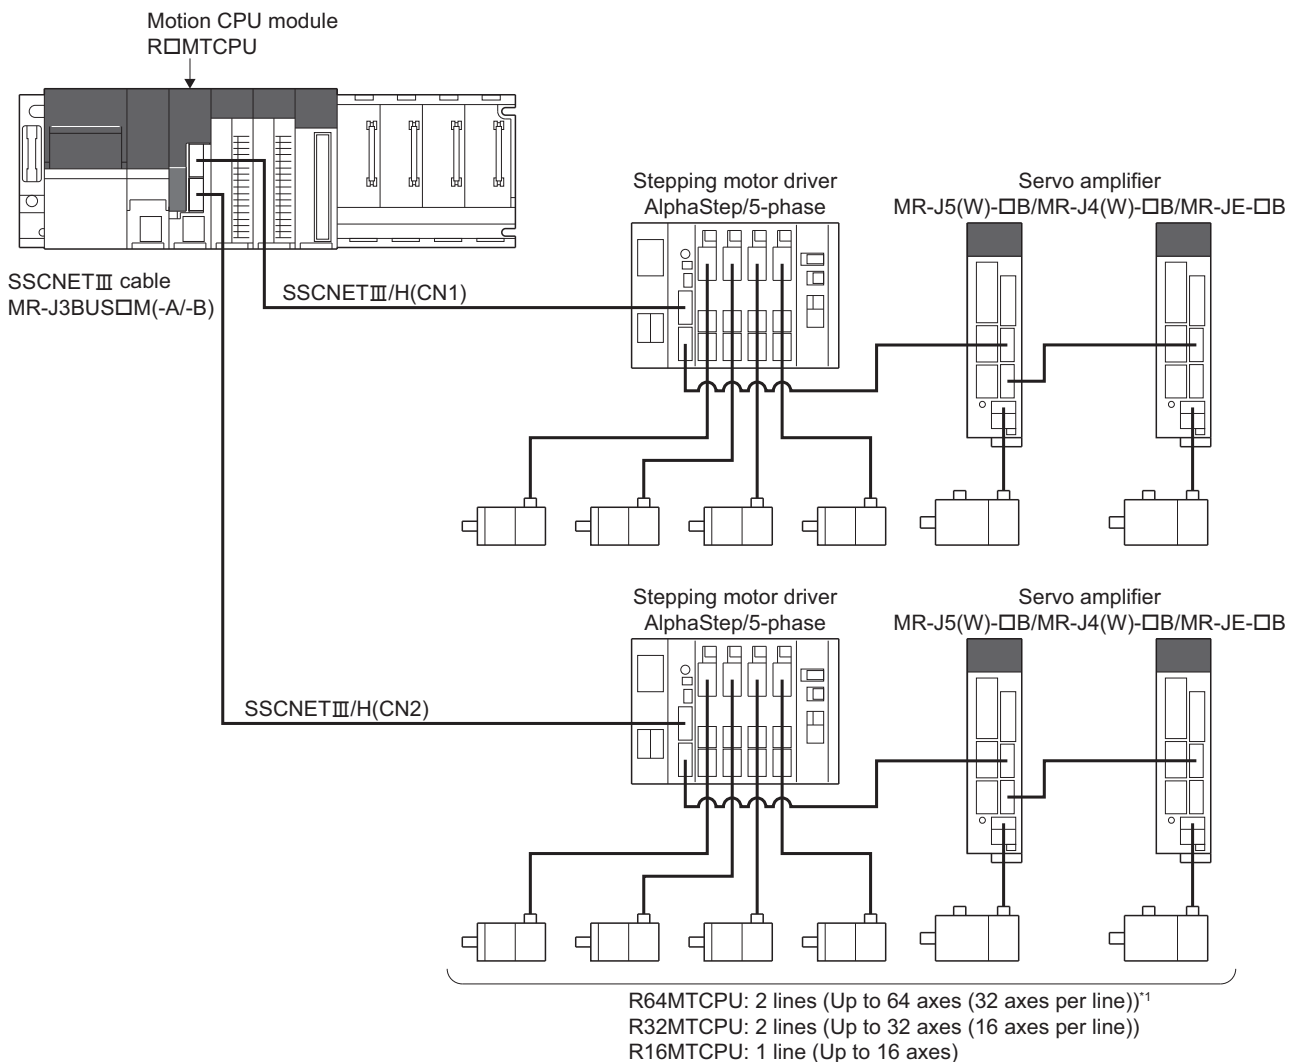 Motion CPU module
R□MTCPU
SSCNETⅢ cable
MR-J3BUS□M(-A/-B)
SSCNETⅢ/H(CN1)
Stepping motor driver
AlphaStep/5-phase
Servo amplifier
MR-J5(W)-□B/MR-J4(W)-□B/MR-JE-□B
SSCNETⅢ/H(CN2)
Stepping motor driver
AlphaStep/5-phase
Servo amplifier
MR-J5(W)-□B/MR-J4(W)-□B/MR-JE-□B
R64MTCPU: 2 lines (Up to 64 axes (32 axes per line))*1
R32MTCPU: 2 lines (Up to 32 axes (16 axes per line))
R16MTCPU: 1 line (Up to 16 axes)